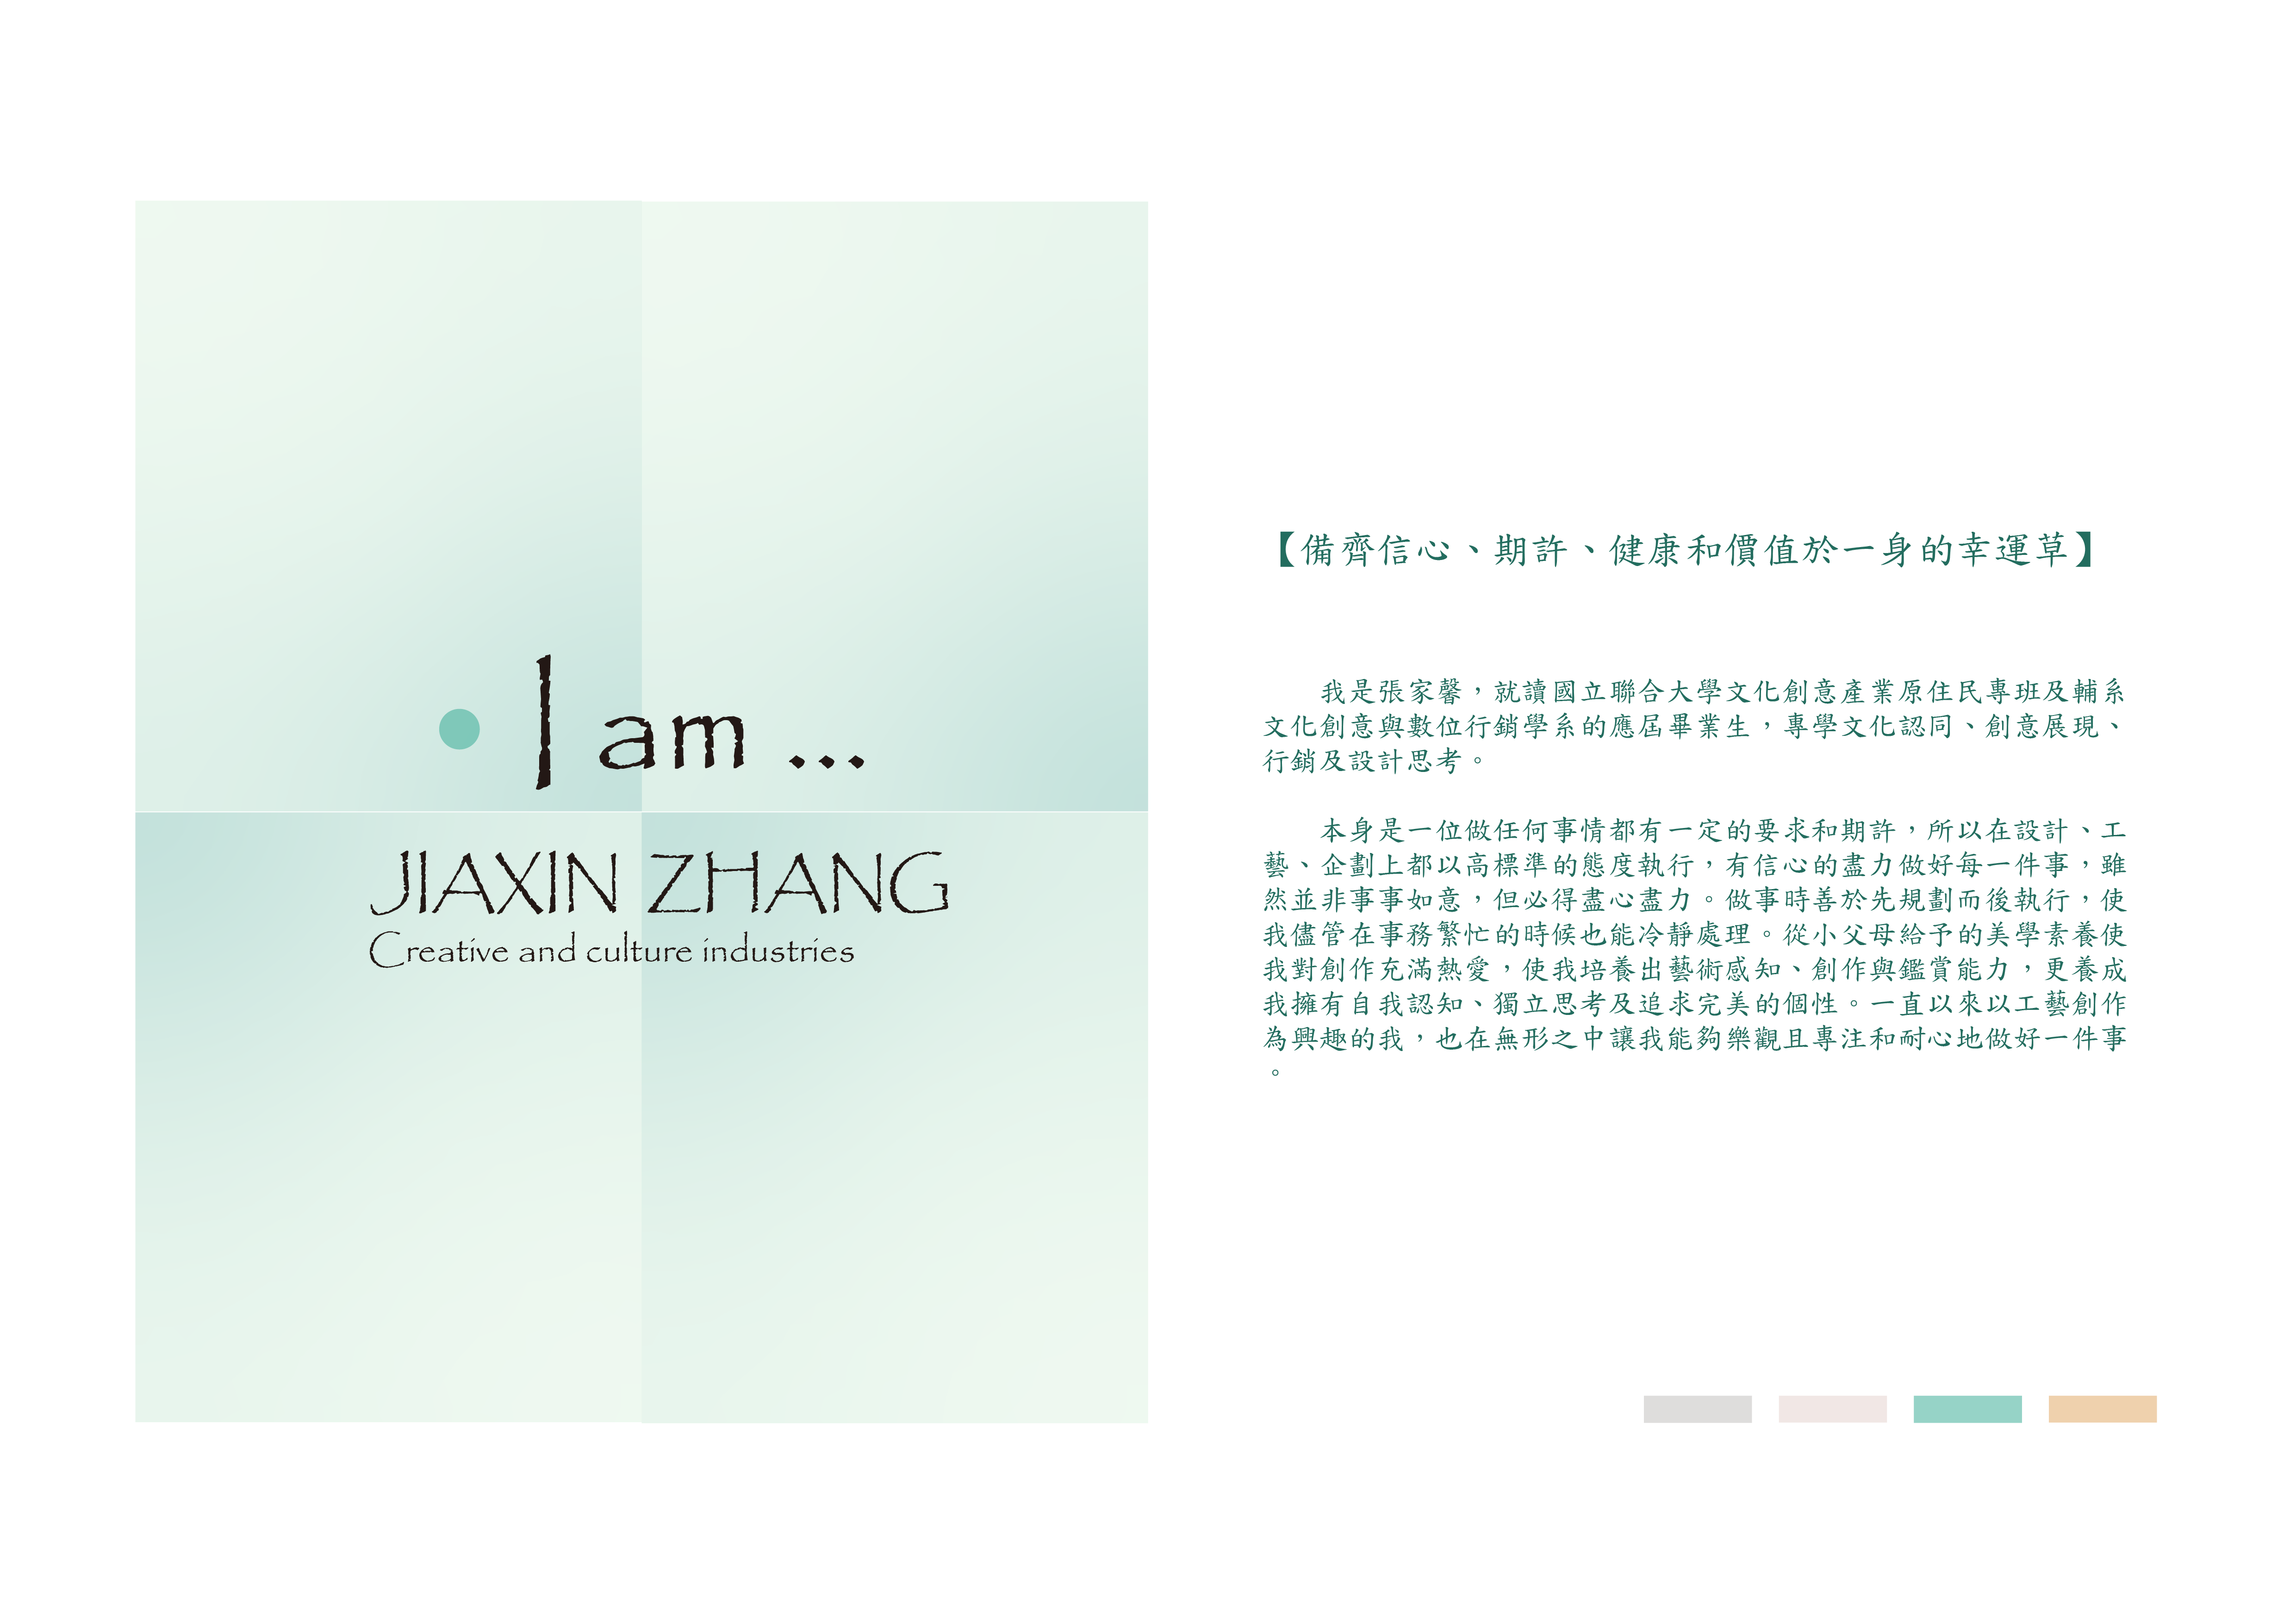 I am ...
JIAXIN ZHANG
Creative and culture industries
【備齊信心、期許、健康和價值於一身的幸運草】
我是張家馨，就讀國立聯合大學文化創意產業原住民專班及輔系
文化創意與數位行銷學系的應屆畢業生，專學文化認同、創意展現、
行銷及設計思考。
本身是一位做任何事情都有一定的要求和期許，所以在設計、工
藝、企劃上都以高標準的態度執行，有信心的盡力做好每一件事，雖
然並非事事如意，但必得盡心盡力。做事時善於先規劃而後執行，使
我儘管在事務繁忙的時候也能冷靜處理。從小父母給予的美學素養使
我對創作充滿熱愛，使我培養出藝術感知、創作與鑑賞能力，更養成
我擁有自我認知、獨立思考及追求完美的個性。一直以來以工藝創作
為興趣的我，也在無形之中讓我能夠樂觀且專注和耐心地做好一件事
。